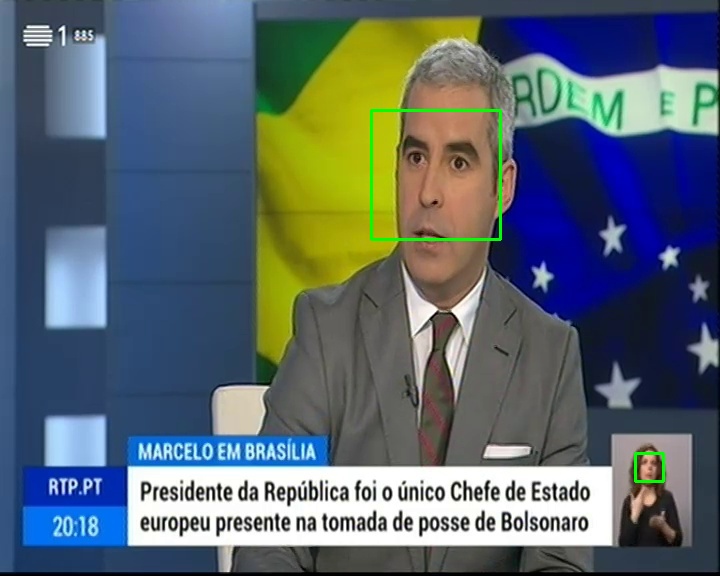 1 885
RDEM E P
MARCELO EM BRASÍLIA
RTP.PT
Presidente da República foi o único Chefe de Estado
20:18
europeu presente na tomada de posse de Bolsonaro